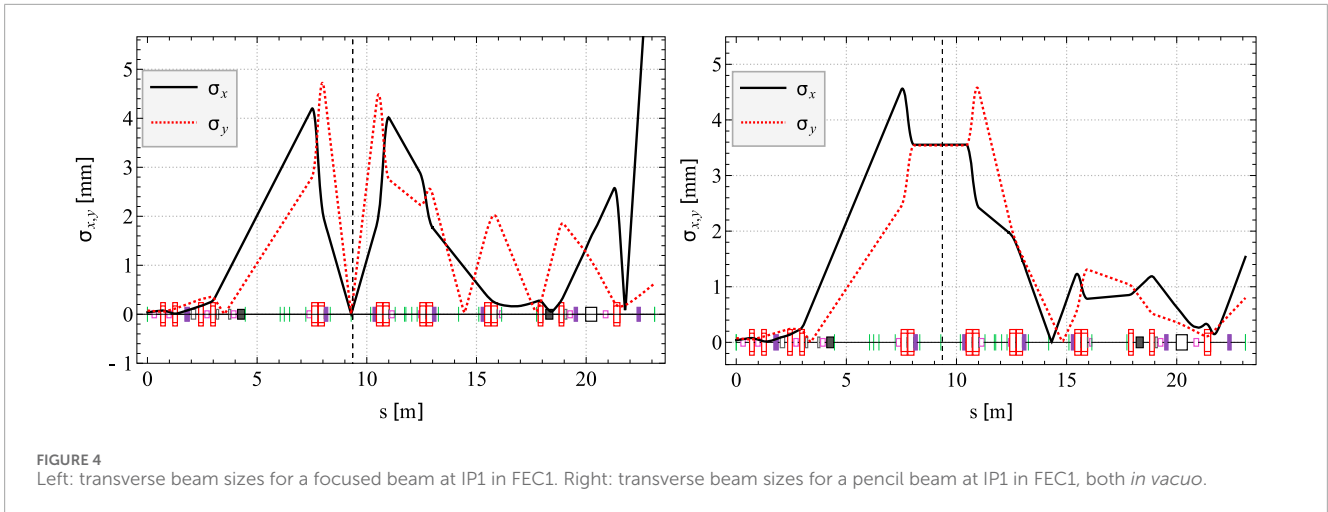 5
4
3
2
1
0
- 1
σx
σy
σx,y [mm]
0
5
10
15
20
s [m]
5
4
3
2
1
0
σx
σy
σx,y [mm]
0
5
10
15
20
s [m]
FIGURE 4
Left: transverse beam sizes for a focused beam at IP1 in FEC1. Right: transverse beam sizes for a pencil beam at IP1 in FEC1, both in vacuo.